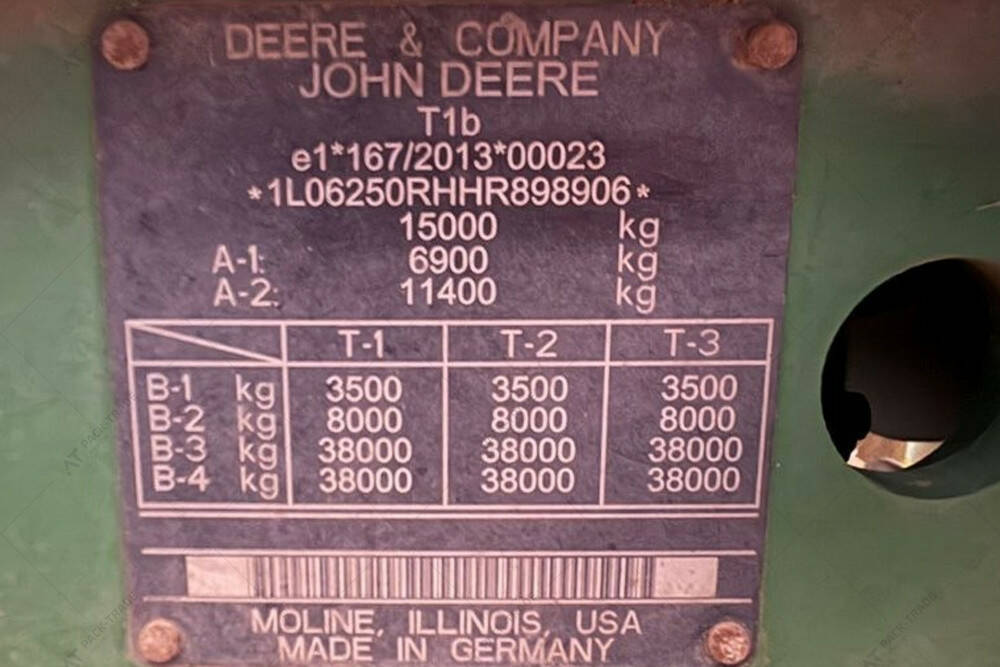 DEERE & COMPANY
JOHN DEERE
T1b
e1*167/2013*00023
*1L06250RHHR898906*
15000 kg
A-1: 6900 kg
A-2: 11400 kg
T-1 T-2 T-3
B-1 kg 3500 3500 3500
B-2 kg 8000 8000 8000
B-3 kg 38000 38000 38000
B-4 kg 38000 38000 38000
MOLINE, ILLINOIS, USA
MADE IN GERMANY